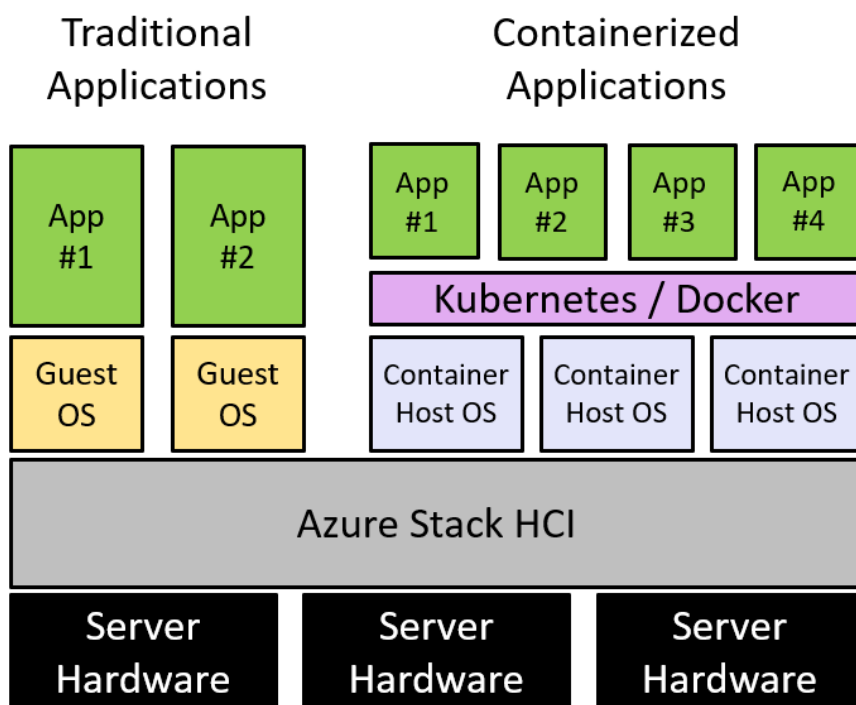 Traditional
Applications
Containerized
Applications
App
#1
App
#2
App
#1
App
#2
App
#3
App
#4
Kubernetes / Docker
Guest
OS
Guest
OS
Container
Host OS
Container
Host OS
Container
Host OS
Azure Stack HCI
Server
Hardware
Server
Hardware
Server
Hardware